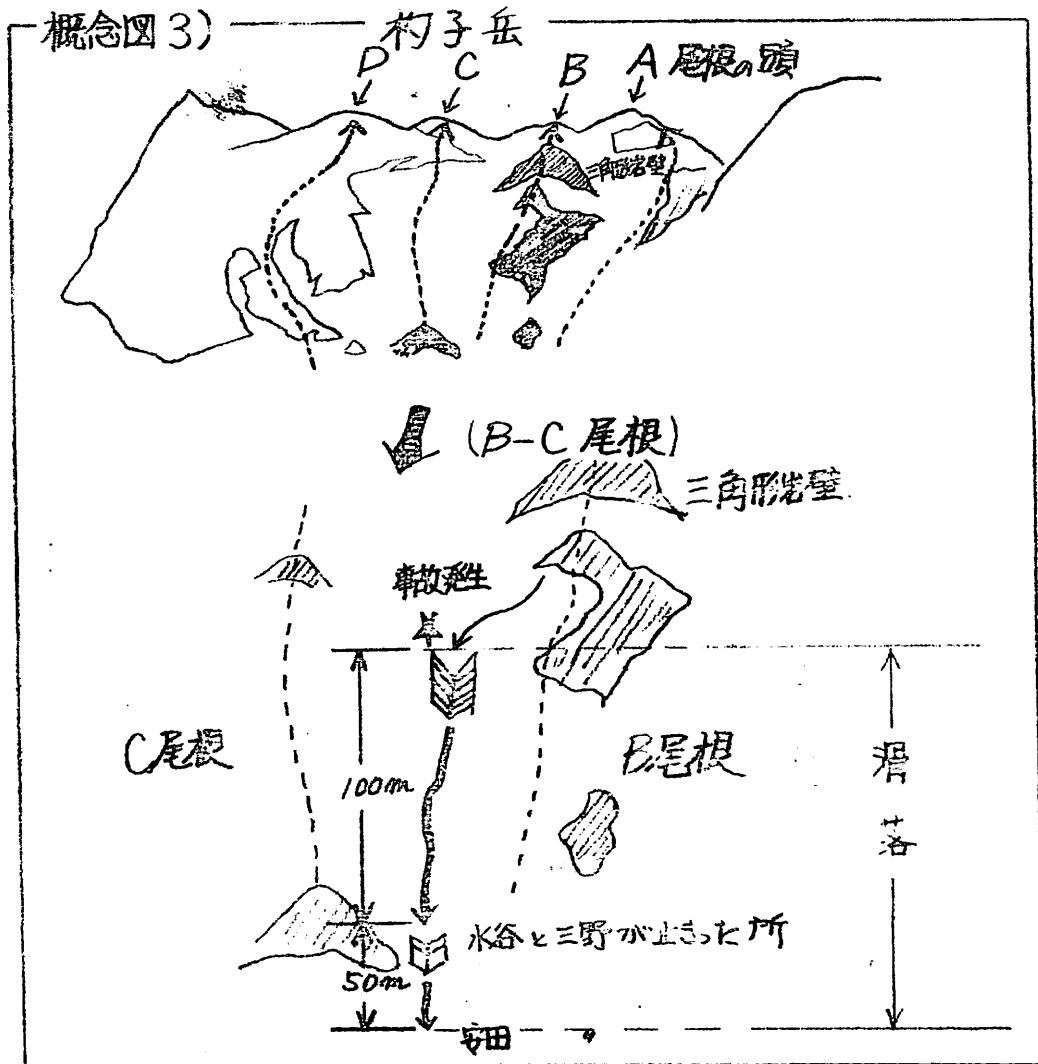 概念図3)
杓子岳
D C B A 尾根の頭
三角形岩壁
(B-C 尾根)
三角形岩壁
事故発生
C尾根
B尾根
100m
滑落
水谷と三野が止まった所
50m
安田 〃